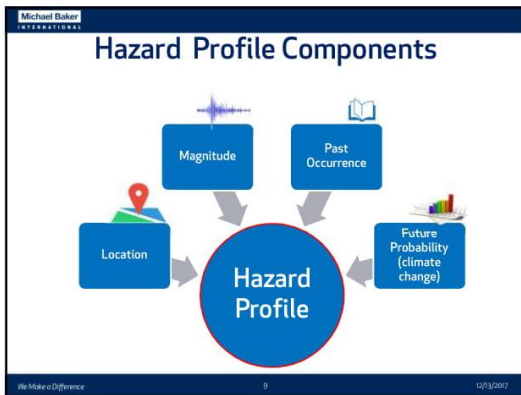 Michael Baker
INTERNATIONAL
Hazard Profile Components
Magnitude
Past
Occurrence
Location
Future
Probability
(climate
change)
Hazard
Profile
We Make a Difference
9
12/13/2017